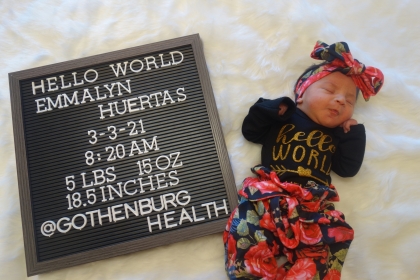 HELLO WORLD
EMMALYN
HUERTAS
3-3-21
8:20 AM
5 LBS 15 OZ
18.5 INCHES
@GOTHENBURG
HEALTH
hello
WORLD